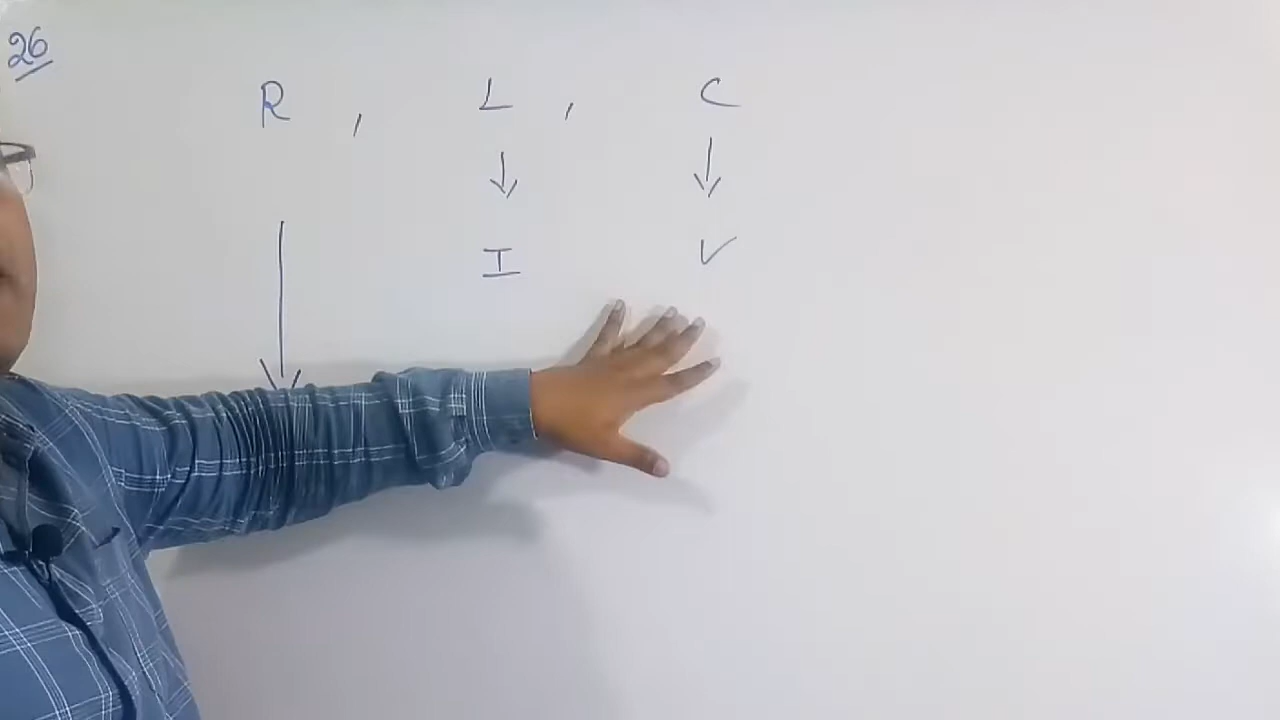 26
R , L , C
↓ ↓ ↓
I V